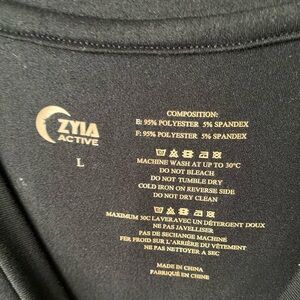 ZYIA
ACTIVE
L
COMPOSITION:
E: 95% POLYESTER 5% SPANDEX
F: 95% POLYESTER 5% SPANDEX
MACHINE WASH AT UP TO 30°C
DO NOT BLEACH
DO NOT TUMBLE DRY
COLD IRON ON REVERSE SIDE
DO NOT DRY CLEAN
MAXIMUM 30C LAVER AVEC UN DÉTERGENT DOUX
NE PAS JAVELLISER
PAS DE SECHANGE MACHINE
FER FROID SUR L'ARRIÈRE DU VÊTEMENT
NE PAS NETTOYER À SEC
MADE IN CHINA
FABRIQUÉ EN CHINE